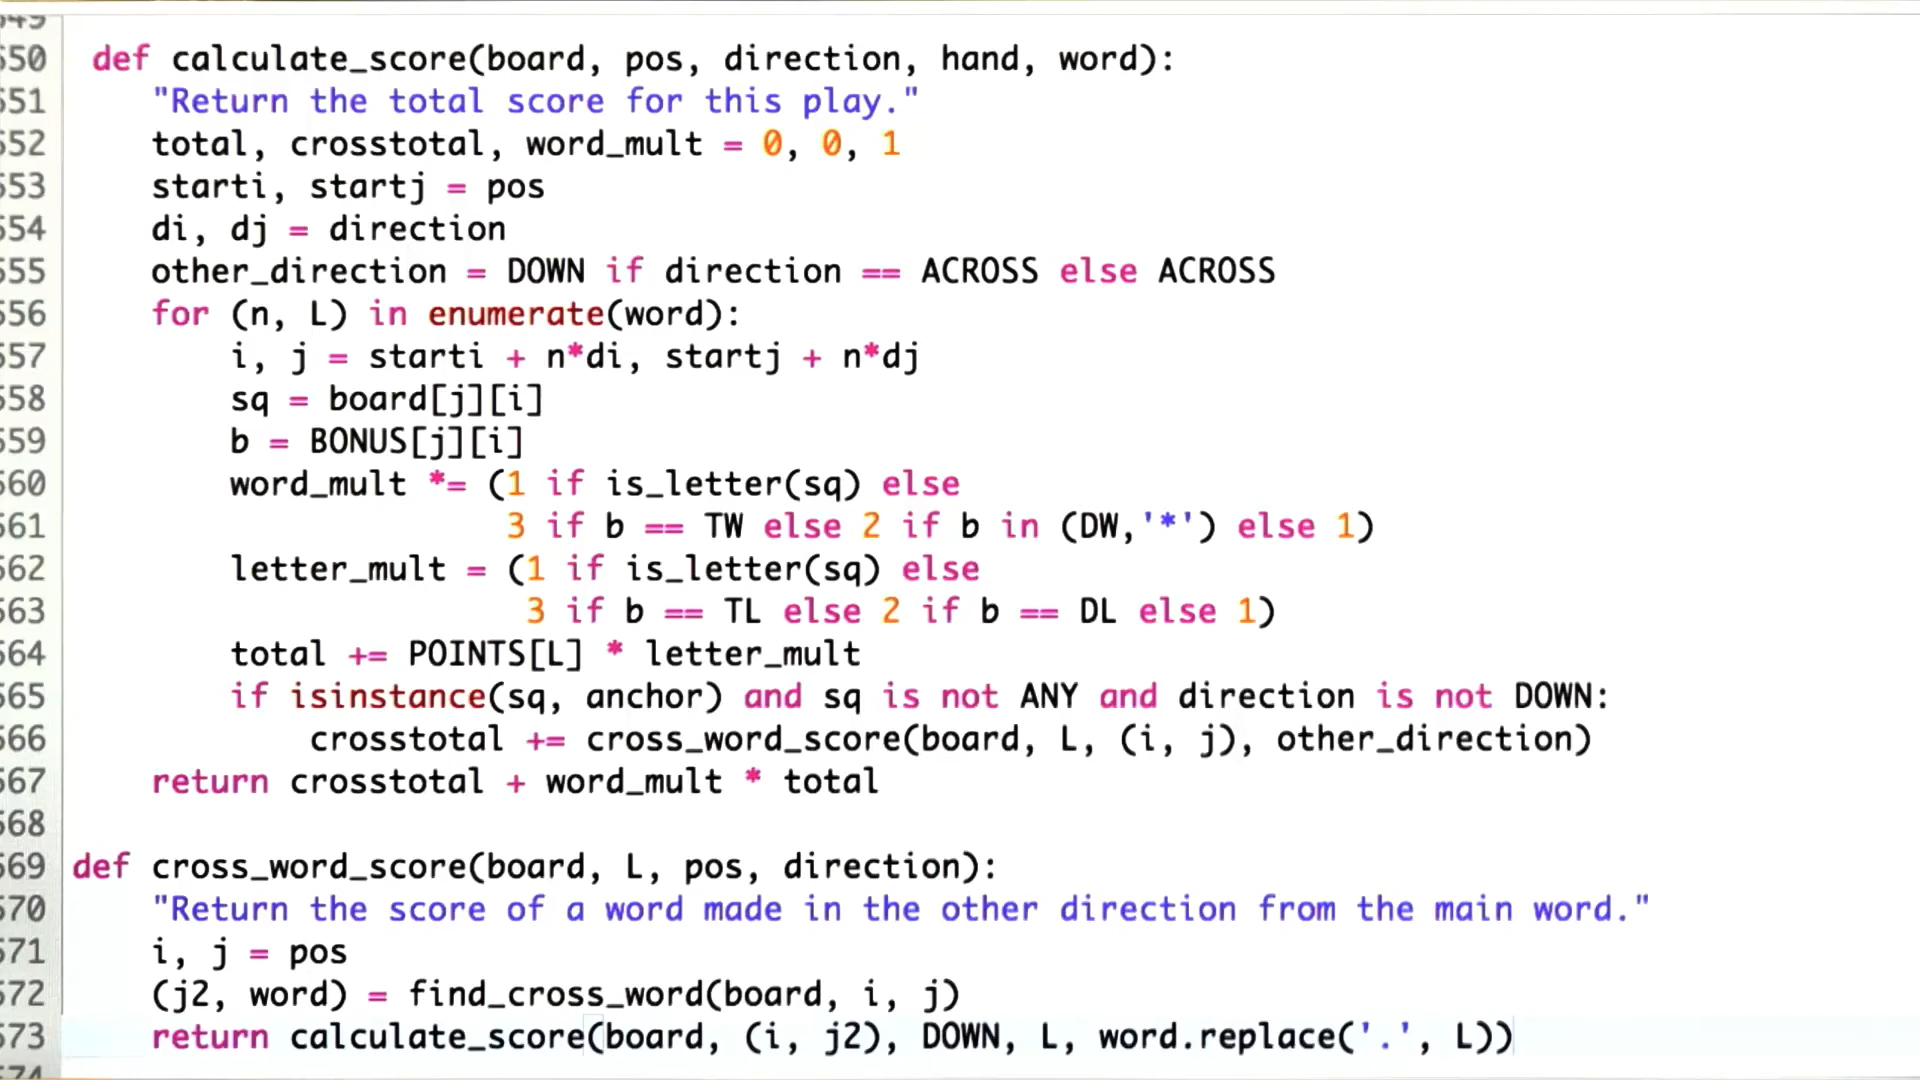 550 def calculate_score(board, pos, direction, hand, word):
551 "Return the total score for this play."
552 total, crosstotal, word_mult = 0, 0, 1
553 starti, startj = pos
554 di, dj = direction
555 other_direction = DOWN if direction == ACROSS else ACROSS
556 for (n, L) in enumerate(word):
557 i, j = starti + n*di, startj + n*dj
558 sq = board[j][i]
559 b = BONUS[j][i]
560 word_mult *= (1 if is_letter(sq) else
561 3 if b == TW else 2 if b in (DW,'*') else 1)
562 letter_mult = (1 if is_letter(sq) else
563 3 if b == TL else 2 if b == DL else 1)
564 total += POINTS[L] * letter_mult
565 if isinstance(sq, anchor) and sq is not ANY and direction is not DOWN:
566 crosstotal += cross_word_score(board, L, (i, j), other_direction)
567 return crosstotal + word_mult * total
568
569 def cross_word_score(board, L, pos, direction):
570 "Return the score of a word made in the other direction from the main word."
571 i, j = pos
572 (j2, word) = find_cross_word(board, i, j)
573 return calculate_score(board, (i, j2), DOWN, L, word.replace('.', L))